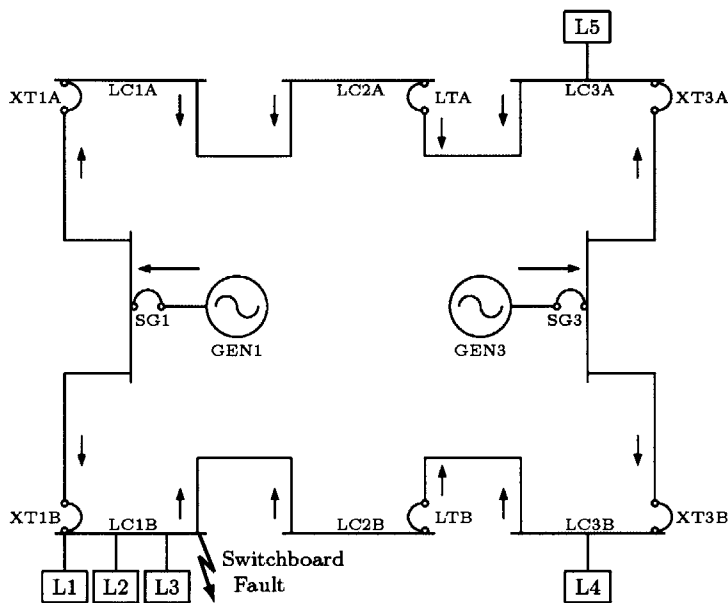 L5
XT1A
LC1A
LC2A
LTA
LC3A
XT3A
SG1
GEN1
GEN3
SG3
XT1B
LC1B
LC2B
LTB
LC3B
XT3B
L1
L2
L3
Switchboard
Fault
L4